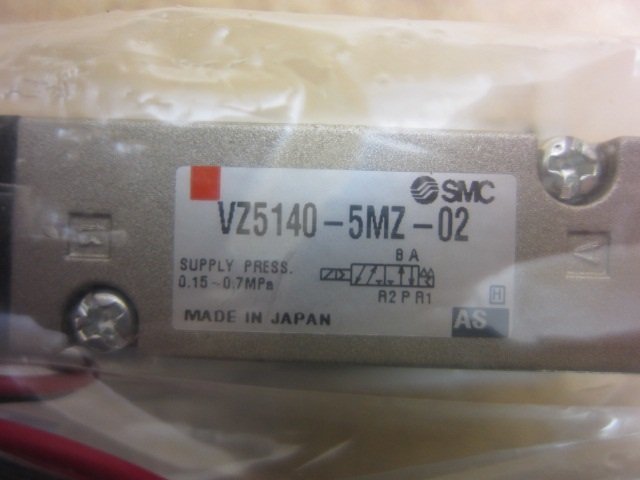 SMC
VZ5140-5MZ-02
SUPPLY PRESS.
0.15~0.7MPa
B A
R2 P R1
H
MADE IN JAPAN
AS
A